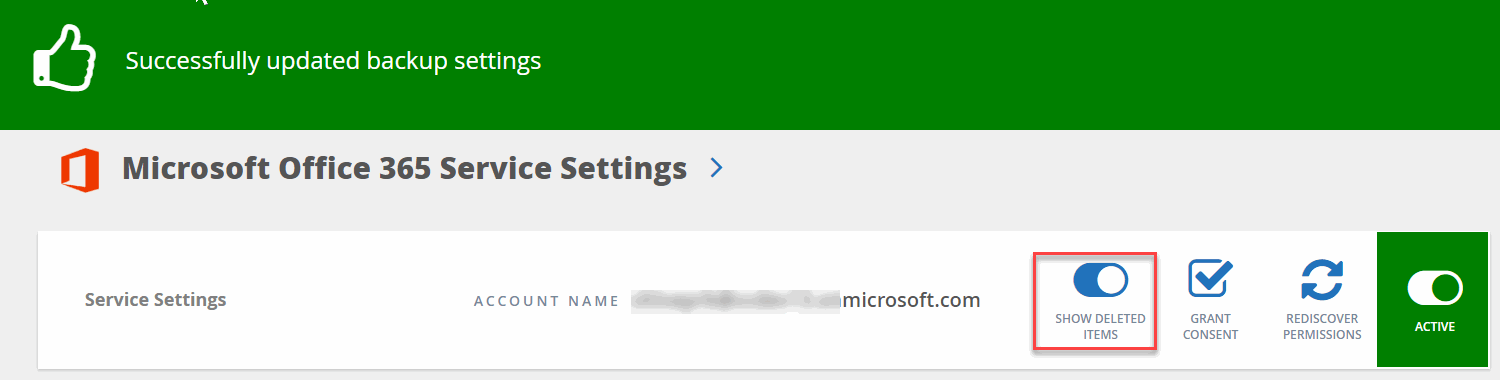 Successfully updated backup settings
Microsoft Office 365 Service Settings
Service Settings
ACCOUNT NAME
microsoft.com
SHOW DELETED
ITEMS
GRANT
CONSENT
REDISCOVER
PERMISSIONS
ACTIVE